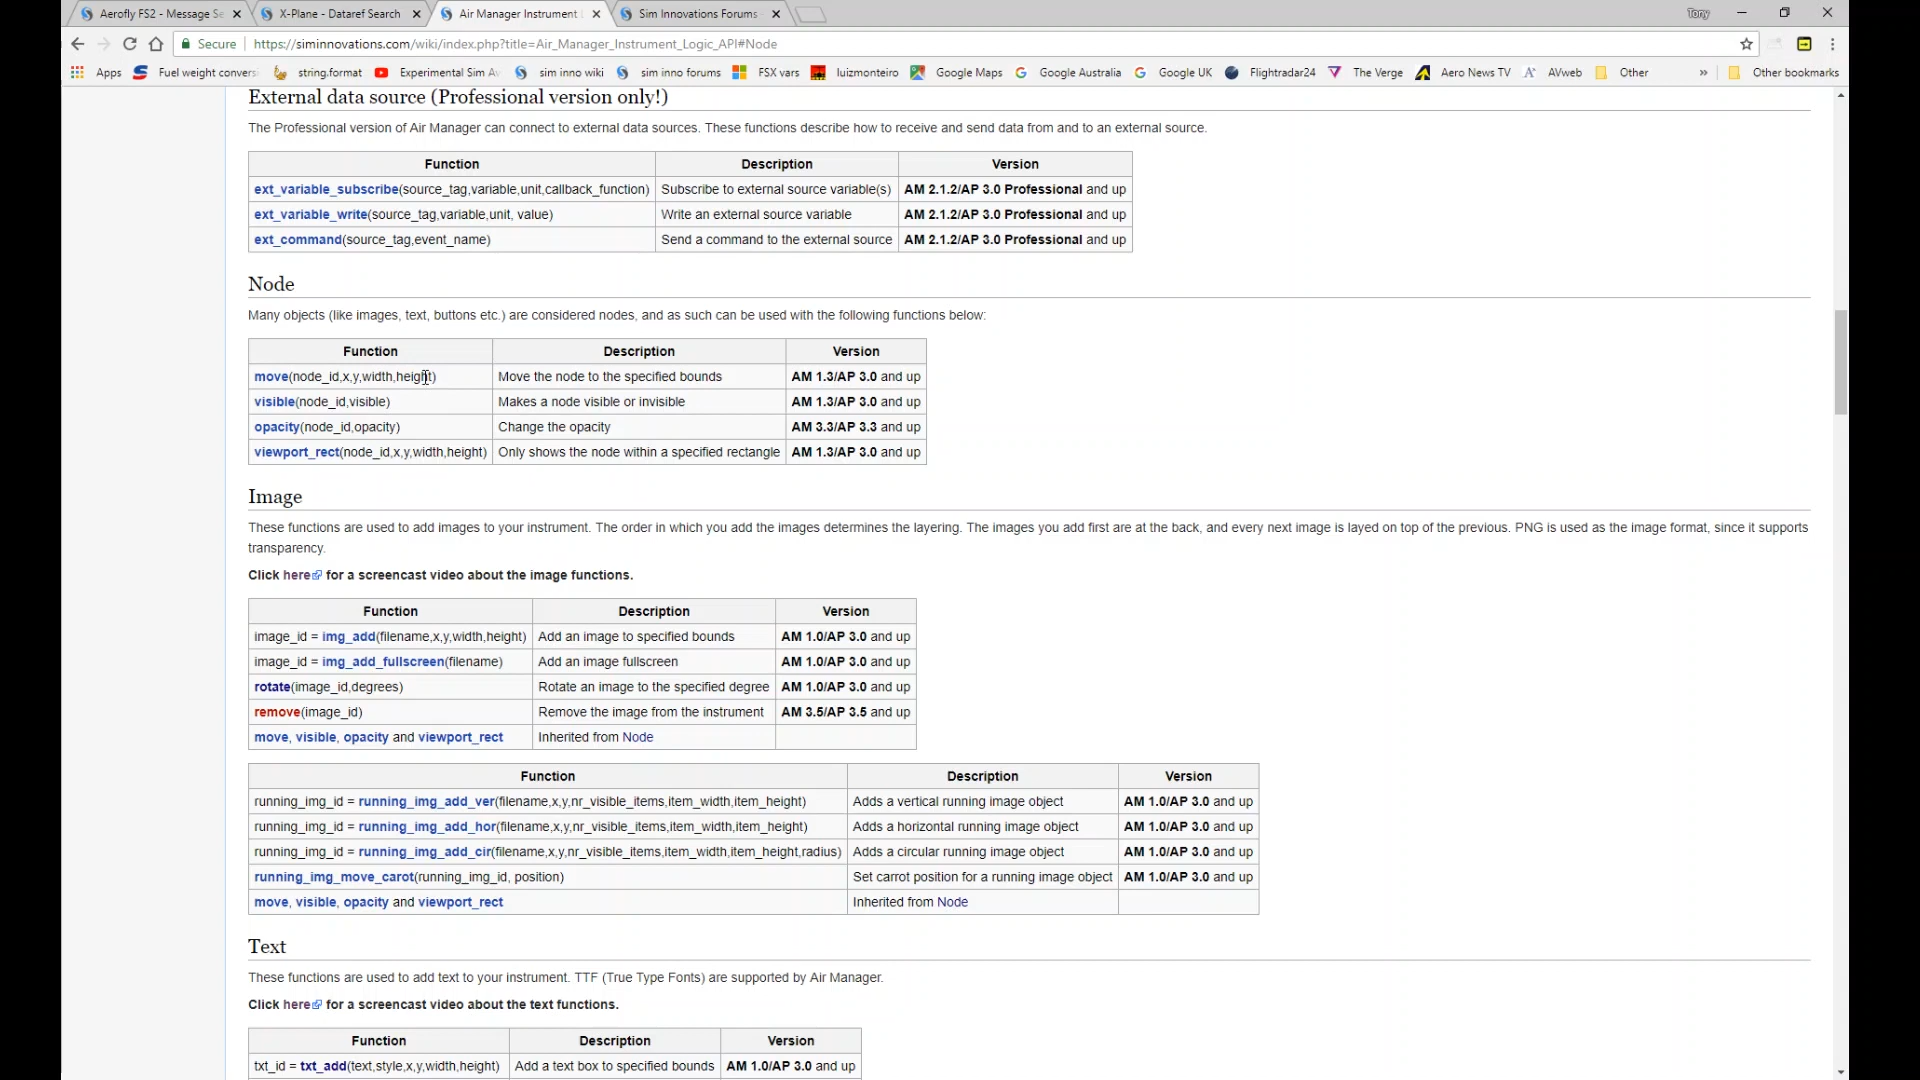 Aerofly FS2 - Message Se
X-Plane - Dataref Search
Air Manager Instrument
Sim Innovations Forums -
Tony
Secure
https://siminnovations.com/wiki/index.php?title=Air_Manager_Instrument_Logic_API#Node
Apps
Fuel weight conversi
string.format
Experimental Sim Av
sim inno wiki
sim inno forums
FSX vars
luizmonteiro
Google Maps
Google Australia
Google UK
Flightradar24
The Verge
Aero News TV
AVweb
Other
»
Other bookmarks
External data source (Professional version only!)
The Professional version of Air Manager can connect to external data sources. These functions describe how to receive and send data from and to an external source.
Function Description Version
ext_variable_subscribe(source_tag,variable,unit,callback_function) Subscribe to external source variable(s) AM 2.1.2/AP 3.0 Professional and up
ext_variable_write(source_tag,variable,unit, value) Write an external source variable AM 2.1.2/AP 3.0 Professional and up
ext_command(source_tag,event_name) Send a command to the external source AM 2.1.2/AP 3.0 Professional and up
Node
Many objects (like images, text, buttons etc.) are considered nodes, and as such can be used with the following functions below:
Function Description Version
move(node_id,x,y,width,height) Move the node to the specified bounds AM 1.3/AP 3.0 and up
visible(node_id,visible) Makes a node visible or invisible AM 1.3/AP 3.0 and up
opacity(node_id,opacity) Change the opacity AM 3.3/AP 3.3 and up
viewport_rect(node_id,x,y,width,height) Only shows the node within a specified rectangle AM 1.3/AP 3.0 and up
Image
These functions are used to add images to your instrument. The order in which you add the images determines the layering. The images you add first are at the back, and every next image is layed on top of the previous. PNG is used as the image format, since it supports
transparency.
Click here for a screencast video about the image functions.
Function Description Version
image_id = img_add(filename,x,y,width,height) Add an image to specified bounds AM 1.0/AP 3.0 and up
image_id = img_add_fullscreen(filename) Add an image fullscreen AM 1.0/AP 3.0 and up
rotate(image_id,degrees) Rotate an image to the specified degree AM 1.0/AP 3.0 and up
remove(image_id) Remove the image from the instrument AM 3.5/AP 3.5 and up
move, visible, opacity and viewport_rect Inherited from Node
Function Description Version
running_img_id = running_img_add_ver(filename,x,y,nr_visible_items,item_width,item_height) Adds a vertical running image object AM 1.0/AP 3.0 and up
running_img_id = running_img_add_hor(filename,x,y,nr_visible_items,item_width,item_height) Adds a horizontal running image object AM 1.0/AP 3.0 and up
running_img_id = running_img_add_cir(filename,x,y,nr_visible_items,item_width,item_height,radius) Adds a circular running image object AM 1.0/AP 3.0 and up
running_img_move_carot(running_img_id, position) Set carrot position for a running image object AM 1.0/AP 3.0 and up
move, visible, opacity and viewport_rect Inherited from Node
Text
These functions are used to add text to your instrument. TTF (True Type Fonts) are supported by Air Manager.
Click here for a screencast video about the text functions.
Function Description Version
txt_id = txt_add(text,style,x,y,width,height) Add a text box to specified bounds AM 1.0/AP 3.0 and up